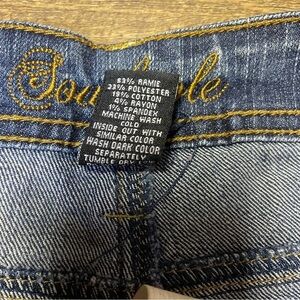 53% RAMIE
23% POLYESTER
19% COTTON
4% RAYON
1% SPANDEX
MACHINE WASH
COLD
INSIDE OUT WITH
SIMILAR COLOR
WASH DARK COLOR
SEPARATELY
TUMBLE DRY